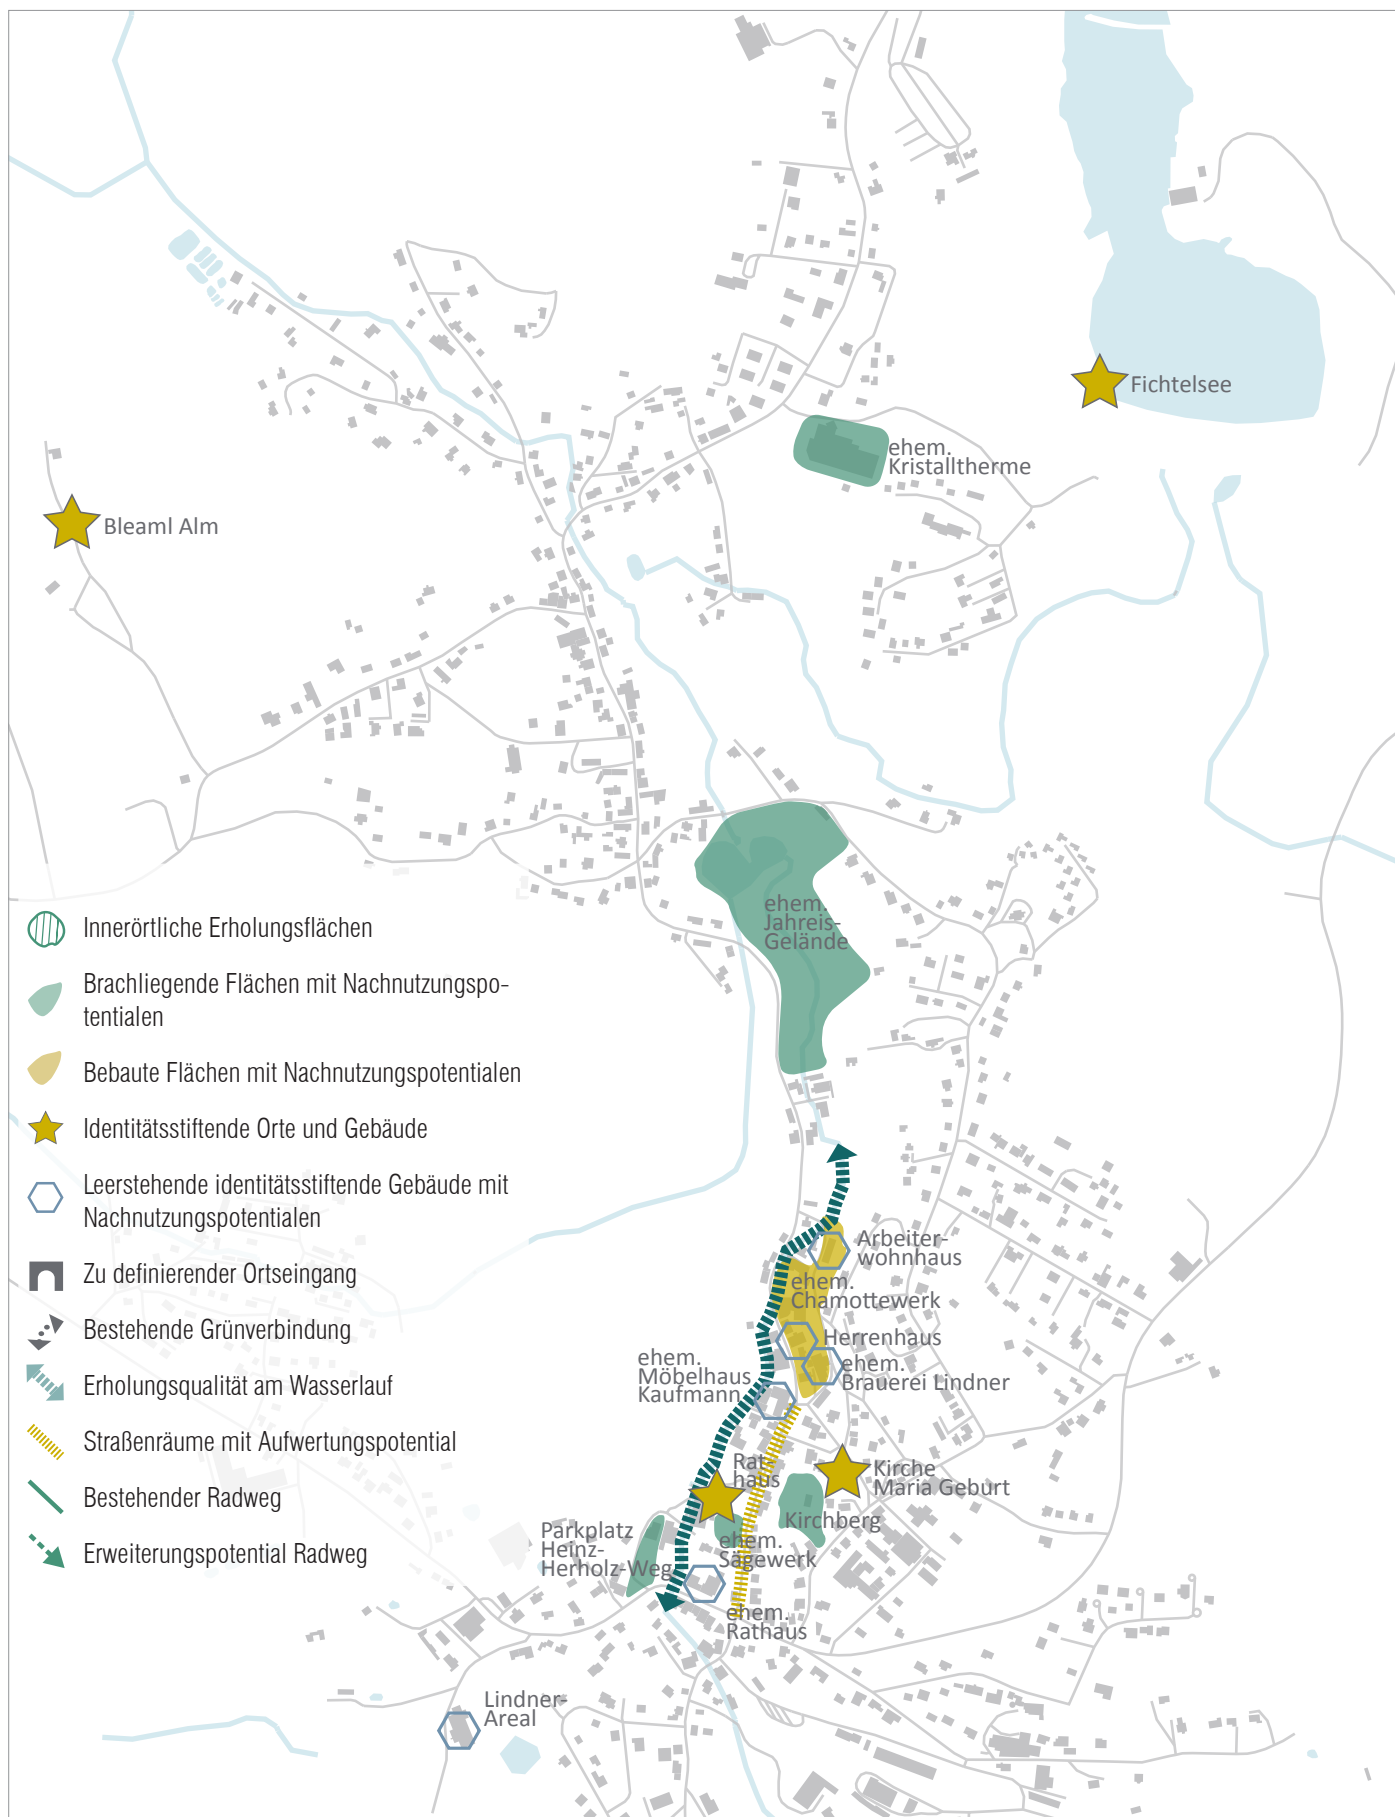 Fichtelsee
ehem.
Kristalltherme
Bleaml Alm
ehem.
Jahreis-
Gelände
Innerörtliche Erholungsflächen
Brachliegende Flächen mit Nachnutzungspo-
tentialen
Bebaute Flächen mit Nachnutzungspotentialen
Identitätsstiftende Orte und Gebäude
Leerstehende identitätsstiftende Gebäude mit
Nachnutzungspotentialen
Zu definierender Ortseingang
Bestehende Grünverbindung
Erholungsqualität am Wasserlauf
Straßenräume mit Aufwertungspotential
Bestehender Radweg
Erweiterungspotential Radweg
Arbeiter-
wohnhaus
ehem.
Chamottewerk
Herrenhaus
ehem.
Möbelhaus
Kaufmann
ehem.
Brauerei Lindner
Rat
haus
Kirche
Maria Geburt
Kirchberg
Parkplatz
Heinz-
Herholz-Weg
ehem.
Sägewerk
ehem.
Rathaus
Lindner-
Areal